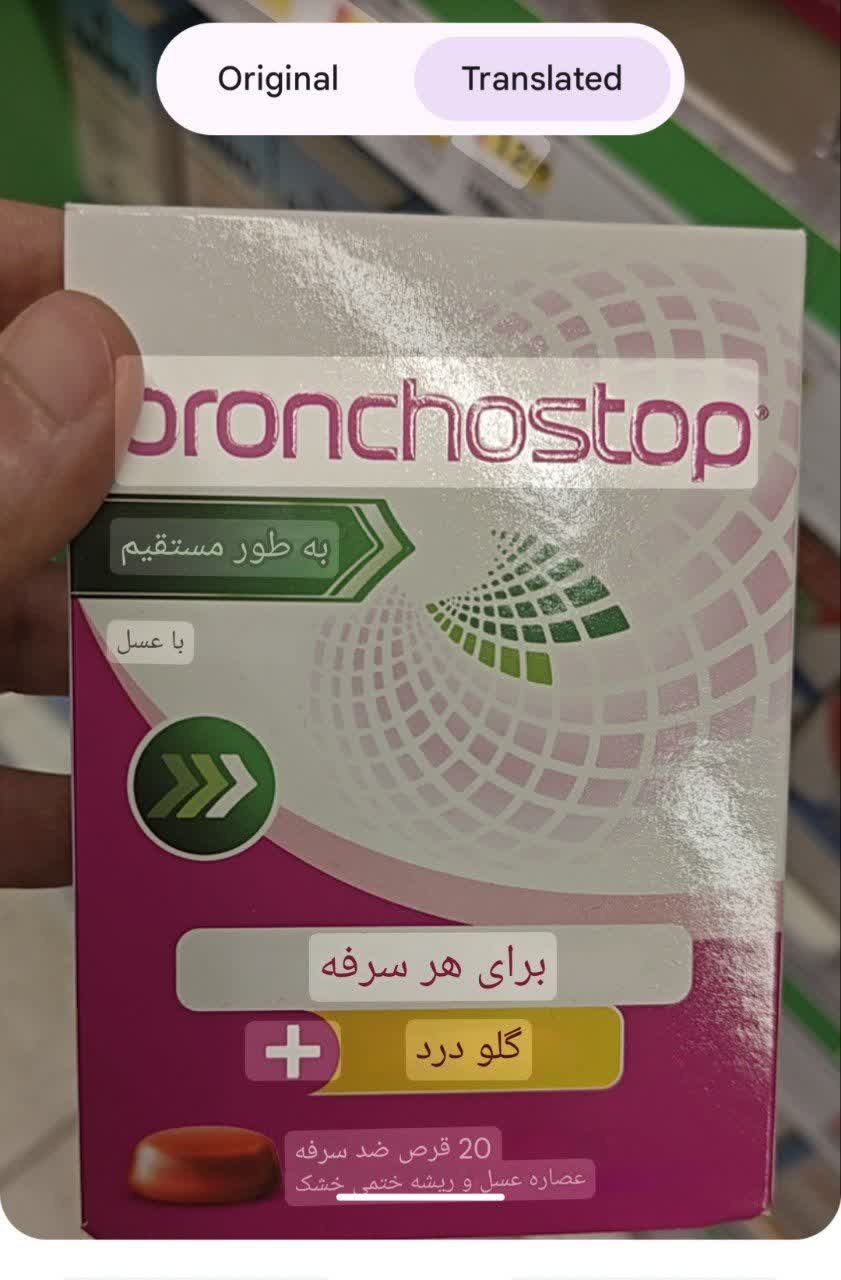 Original
Translated
bronchostop®
به طور مستقیم
با عسل
برای هر سرفه
+ گلو درد
20 قرص ضد سرفه
عصاره عسل و ریشه ختمی خشک